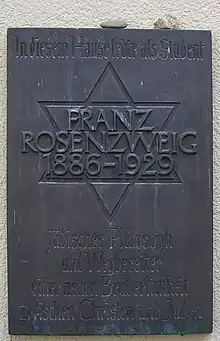 In diesem Hause lebte als Student
FRANZ
ROSENZWEIG
1886-1929
Jüdischer Philosoph
und Wegbereiter
einer neuen Brüderlichkeit
zwischen Christen und Juden